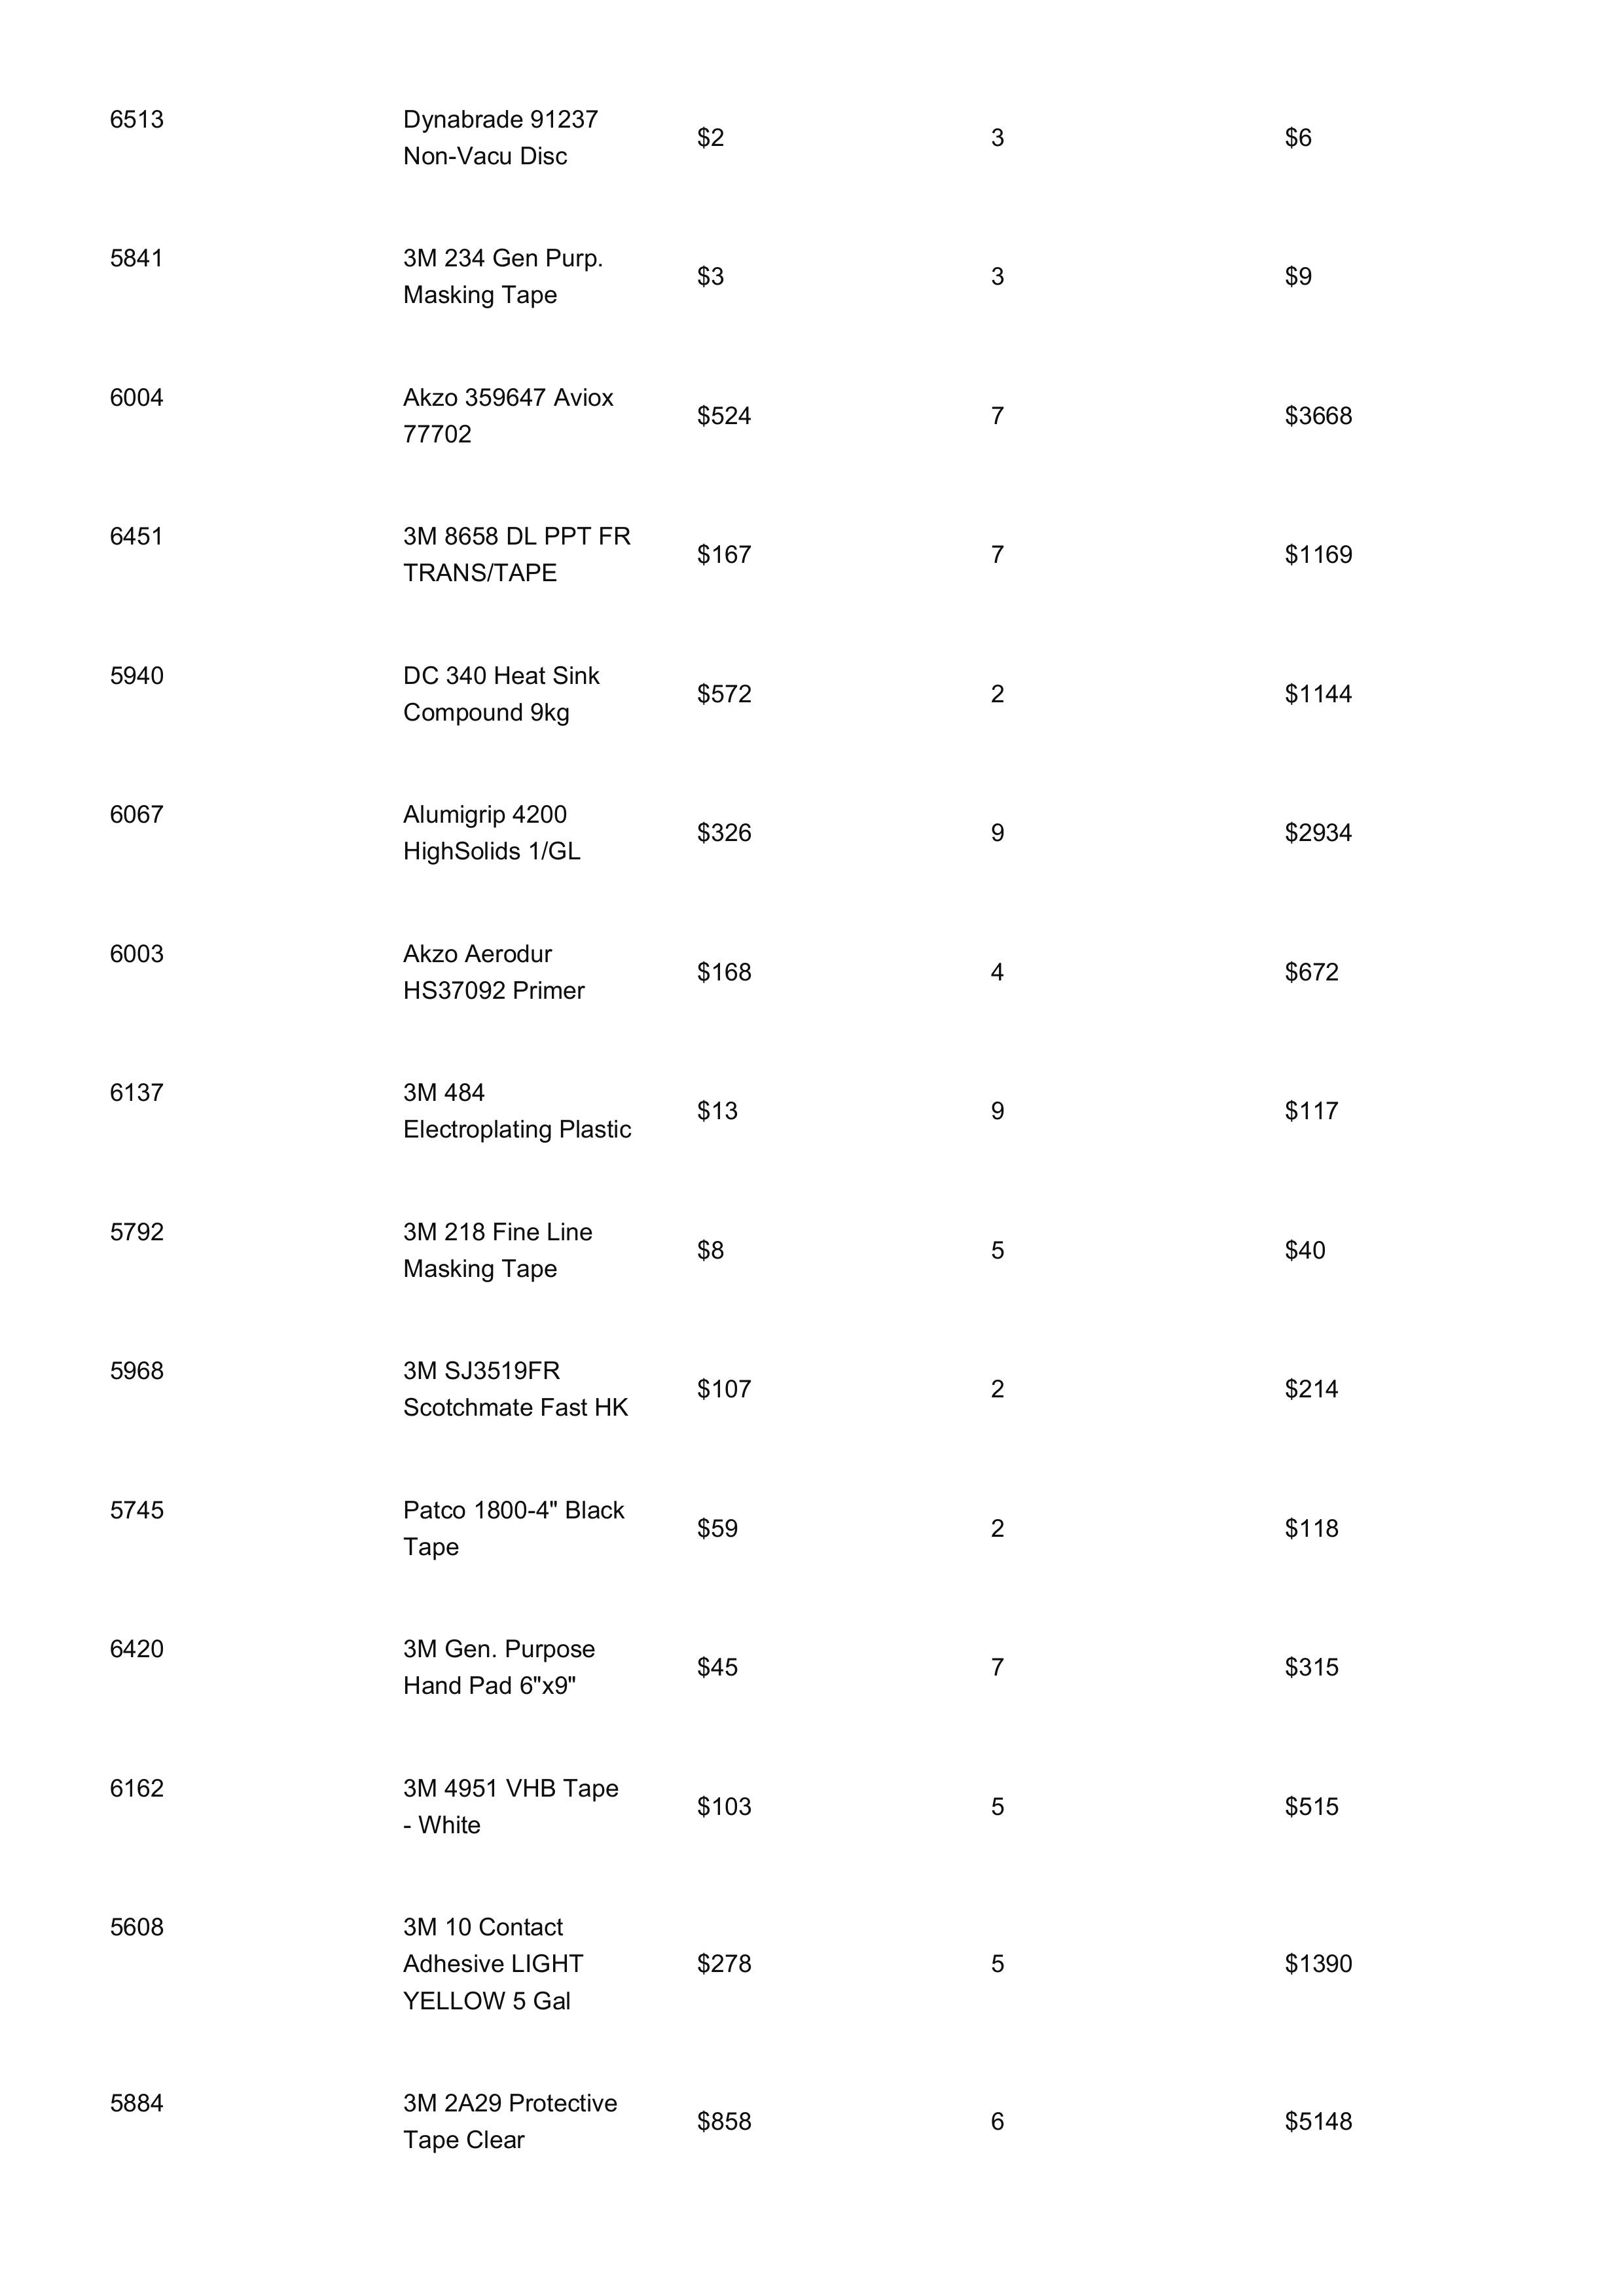 6513 Dynabrade 91237 $2 3 $6
Non-Vacu Disc
5841 3M 234 Gen Purp. $3 3 $9
Masking Tape
6004 Akzo 359647 Aviox $524 7 $3668
77702
6451 3M 8658 DL PPT FR $167 7 $1169
TRANS/TAPE
5940 DC 340 Heat Sink $572 2 $1144
Compound 9kg
6067 Alumigrip 4200 $326 9 $2934
HighSolids 1/GL
6003 Akzo Aerodur $168 4 $672
HS37092 Primer
6137 3M 484 $13 9 $117
Electroplating Plastic
5792 3M 218 Fine Line $8 5 $40
Masking Tape
5968 3M SJ3519FR $107 2 $214
Scotchmate Fast HK
5745 Patco 1800-4" Black $59 2 $118
Tape
6420 3M Gen. Purpose $45 7 $315
Hand Pad 6"x9"
6162 3M 4951 VHB Tape $103 5 $515
- White
5608 3M 10 Contact
Adhesive LIGHT $278 5 $1390
YELLOW 5 Gal
5884 3M 2A29 Protective $858 6 $5148
Tape Clear